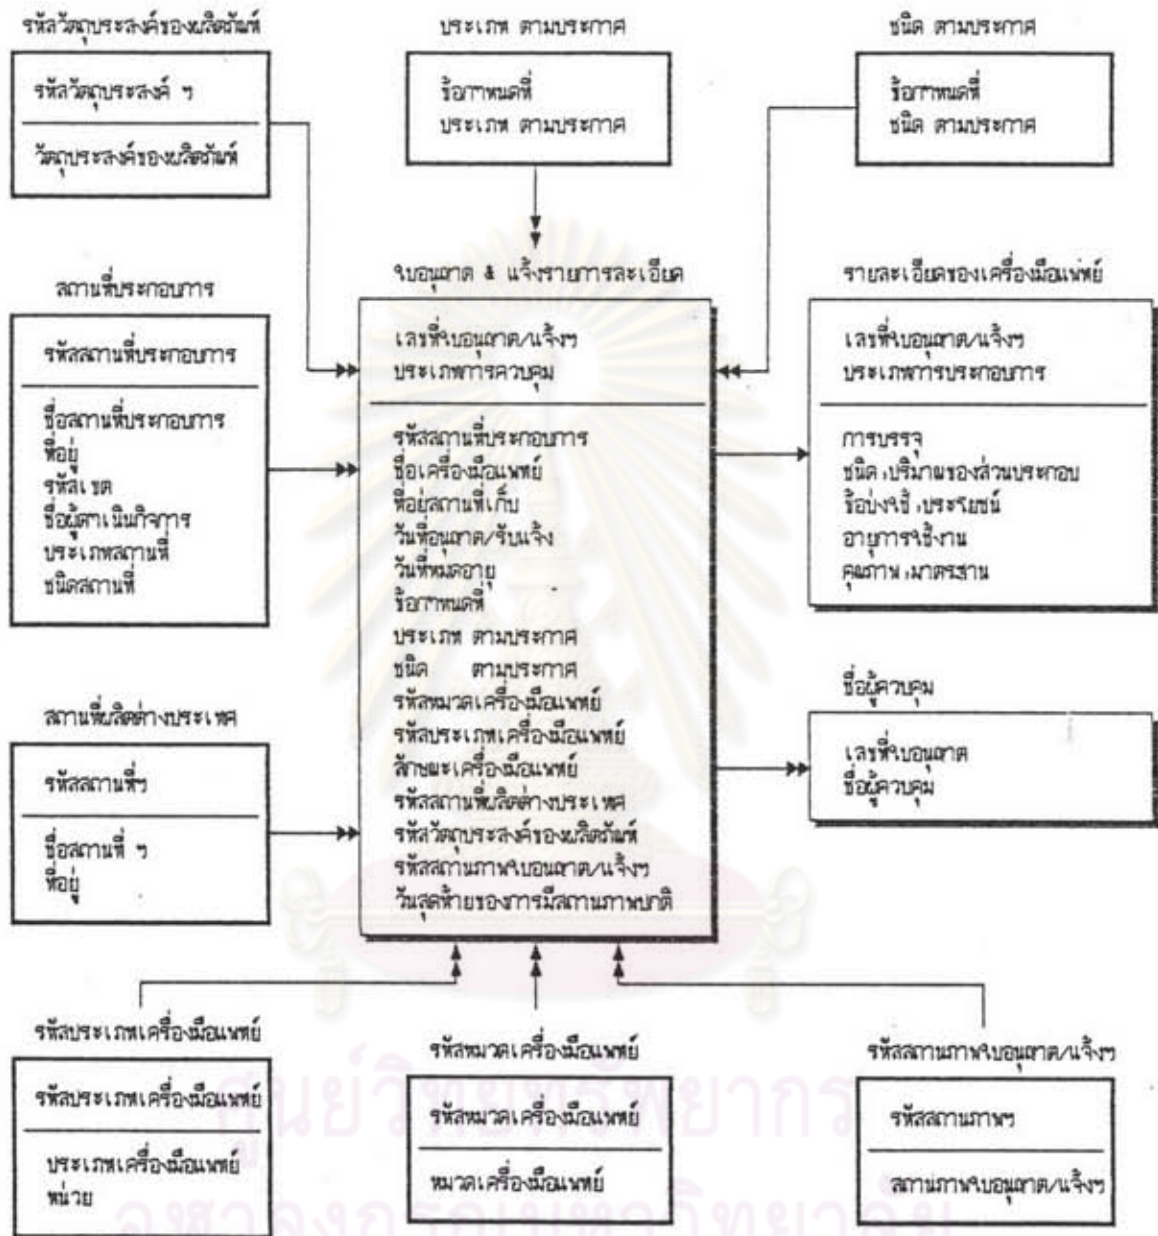 รหัสวัตถุประสงค์ของผลิตภัณฑ์
รหัสวัตถุประสงค์ ฯ
วัตถุประสงค์ของผลิตภัณฑ์
ประเภท ตามประกาศ
ข้อกำหนดที่
ประเภท ตามประกาศ
ชนิด ตามประกาศ
ข้อกำหนดที่
ชนิด ตามประกาศ
สถานที่ประกอบการ
รหัสสถานที่ประกอบการ
ชื่อสถานที่ประกอบการ
ที่อยู่
รหัสเขต
ชื่อผู้ดำเนินกิจการ
ประเภทสถานที่
ชนิดสถานที่
ใบอนุญาต & แจ้งรายการละเอียด
เลขที่ใบอนุญาต/แจ้งฯ
ประเภทการควบคุม
รหัสสถานที่ประกอบการ
ชื่อเครื่องมือแพทย์
ที่อยู่สถานที่เก็บ
วันที่อนุญาต/รับแจ้ง
วันที่หมดอายุ
ข้อกำหนดที่
ประเภท ตามประกาศ
ชนิด ตามประกาศ
รหัสหมวดเครื่องมือแพทย์
รหัสประเภทเครื่องมือแพทย์
ลักษณะเครื่องมือแพทย์
รหัสสถานที่ผลิตต่างประเทศ
รหัสวัตถุประสงค์ของผลิตภัณฑ์
รหัสสถานภาพใบอนุญาต/แจ้งฯ
วันสุดท้ายของการมีสถานภาพปกติ
รายละเอียดของเครื่องมือแพทย์
เลขที่ใบอนุญาต/แจ้งฯ
ประเภทการประกอบการ
การบรรจุ
ชนิด,ปริมาณของส่วนประกอบ
ข้อบ่งใช้,ประโยชน์
อายุการใช้งาน
คุณภาพ,มาตรฐาน
สถานที่ผลิตต่างประเทศ
รหัสสถานที่ฯ
ชื่อสถานที่ ฯ
ที่อยู่
ชื่อผู้ควบคุม
เลขที่ใบอนุญาต
ชื่อผู้ควบคุม
รหัสประเภทเครื่องมือแพทย์
รหัสประเภทเครื่องมือแพทย์
ประเภทเครื่องมือแพทย์
หน่วย
รหัสหมวดเครื่องมือแพทย์
รหัสหมวดเครื่องมือแพทย์
หมวดเครื่องมือแพทย์
รหัสสถานภาพใบอนุญาต/แจ้งฯ
รหัสสถานภาพฯ
สถานภาพใบอนุญาต/แจ้งฯ
ศูนย์วิทยทรัพยากร
จุฬาลงกรณ์มหาวิทยาลัย